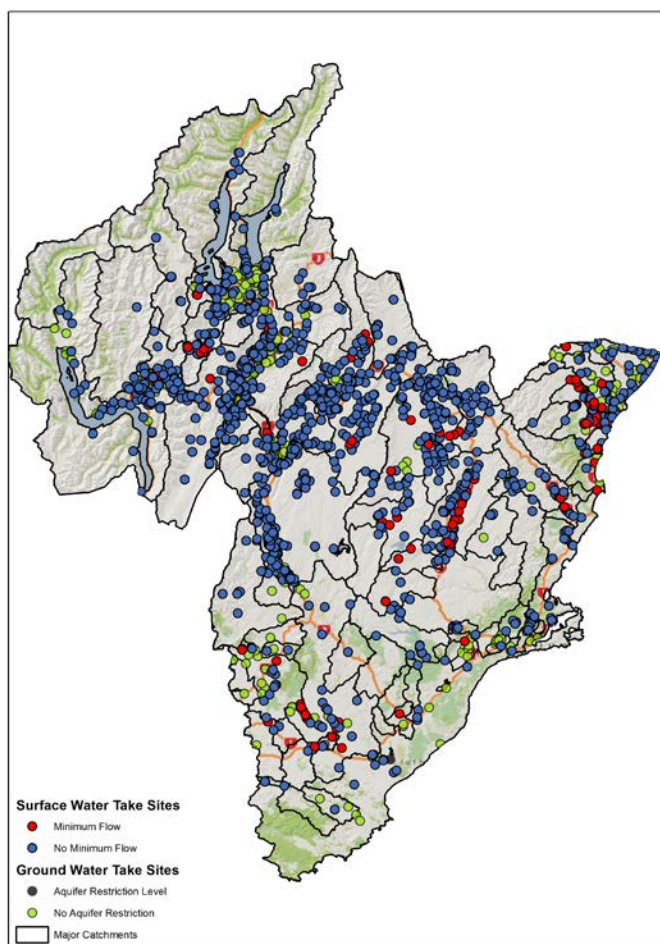 Surface Water Take Sites
Minimum Flow
No Minimum Flow
Ground Water Take Sites
Aquifer Restriction Level
No Aquifer Restriction
Major Catchments